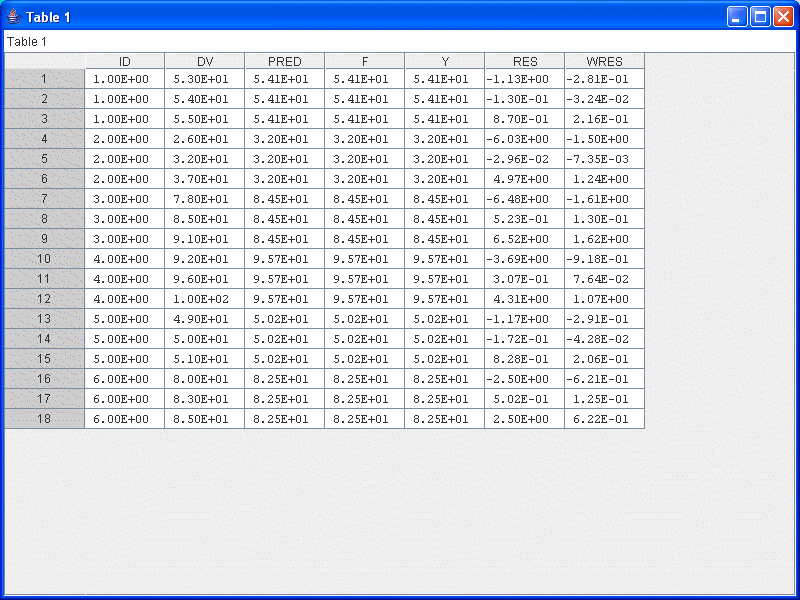 Table 1
Table 1
ID DV PRED F Y RES WRES
1 1.00E+00 5.30E+01 5.41E+01 5.41E+01 5.41E+01 -1.13E+00 -2.81E-01
2 1.00E+00 5.40E+01 5.41E+01 5.41E+01 5.41E+01 -1.30E-01 -3.24E-02
3 1.00E+00 5.50E+01 5.41E+01 5.41E+01 5.41E+01 8.70E-01 2.16E-01
4 2.00E+00 2.60E+01 3.20E+01 3.20E+01 3.20E+01 -6.03E+00 -1.50E+00
5 2.00E+00 3.20E+01 3.20E+01 3.20E+01 3.20E+01 -2.96E-02 -7.35E-03
6 2.00E+00 3.70E+01 3.20E+01 3.20E+01 3.20E+01 4.97E+00 1.24E+00
7 3.00E+00 7.80E+01 8.45E+01 8.45E+01 8.45E+01 -6.48E+00 -1.61E+00
8 3.00E+00 8.50E+01 8.45E+01 8.45E+01 8.45E+01 5.23E-01 1.30E-01
9 3.00E+00 9.10E+01 8.45E+01 8.45E+01 8.45E+01 6.52E+00 1.62E+00
10 4.00E+00 9.20E+01 9.57E+01 9.57E+01 9.57E+01 -3.69E+00 -9.18E-01
11 4.00E+00 9.60E+01 9.57E+01 9.57E+01 9.57E+01 3.07E-01 7.64E-02
12 4.00E+00 1.00E+02 9.57E+01 9.57E+01 9.57E+01 4.31E+00 1.07E+00
13 5.00E+00 4.90E+01 5.02E+01 5.02E+01 5.02E+01 -1.17E+00 -2.91E-01
14 5.00E+00 5.00E+01 5.02E+01 5.02E+01 5.02E+01 -1.72E-01 -4.28E-02
15 5.00E+00 5.10E+01 5.02E+01 5.02E+01 5.02E+01 8.28E-01 2.06E-01
16 6.00E+00 8.00E+01 8.25E+01 8.25E+01 8.25E+01 -2.50E+00 -6.21E-01
17 6.00E+00 8.30E+01 8.25E+01 8.25E+01 8.25E+01 5.02E-01 1.25E-01
18 6.00E+00 8.50E+01 8.25E+01 8.25E+01 8.25E+01 2.50E+00 6.22E-01